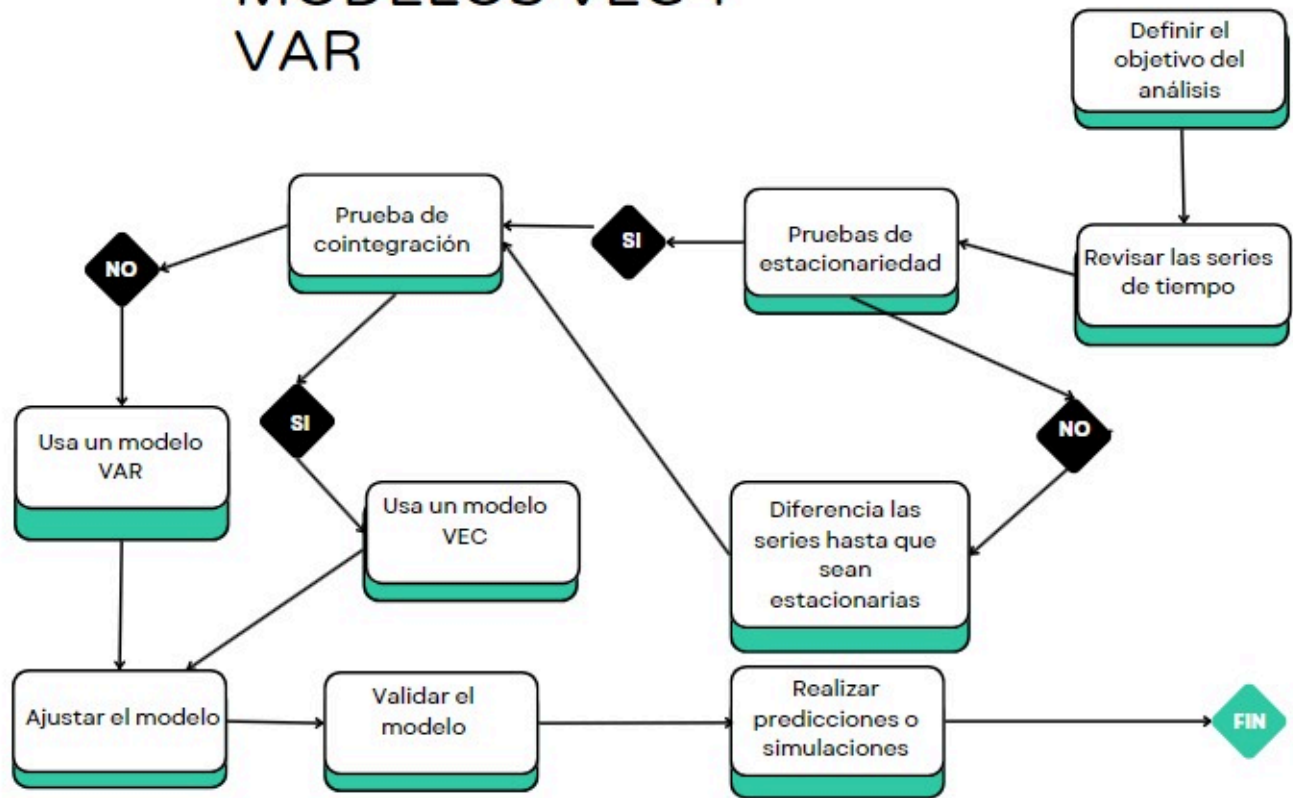 MODELOS VEC Y
VAR
Definir el
objetivo del
análisis
Revisar las series
de tiempo
Pruebas de
estacionariedad
SI
Prueba de
cointegración
NO
SI
NO
Usa un modelo
VAR
Usa un modelo
VEC
Diferencia las
series hasta que
sean
estacionarias
Ajustar el modelo
Validar el
modelo
Realizar
predicciones o
simulaciones
FIN